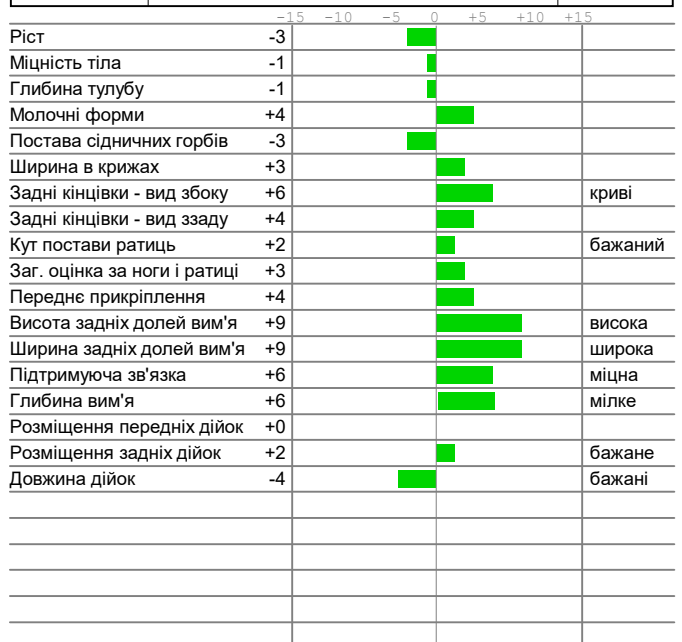 -15 -10 -5 0 +5 +10 +15
Ріст -3
Міцність тіла -1
Глибина тулубу -1
Молочні форми +4
Постава сідничних горбів -3
Ширина в крижах +3
Задні кінцівки - вид збоку +6 криві
Задні кінцівки - вид ззаду +4
Кут постави ратиць +2 бажаний
Заг. оцінка за ноги і ратиці +3
Переднє прикріплення +4
Висота задніх долей вим'я +9 висока
Ширина задніх долей вим'я +9 широка
Підтримуюча зв'язка +6 міцна
Глибина вим'я +6 мілке
Розміщення передніх дійок +0
Розміщення задніх дійок +2 бажане
Довжина дійок -4 бажані